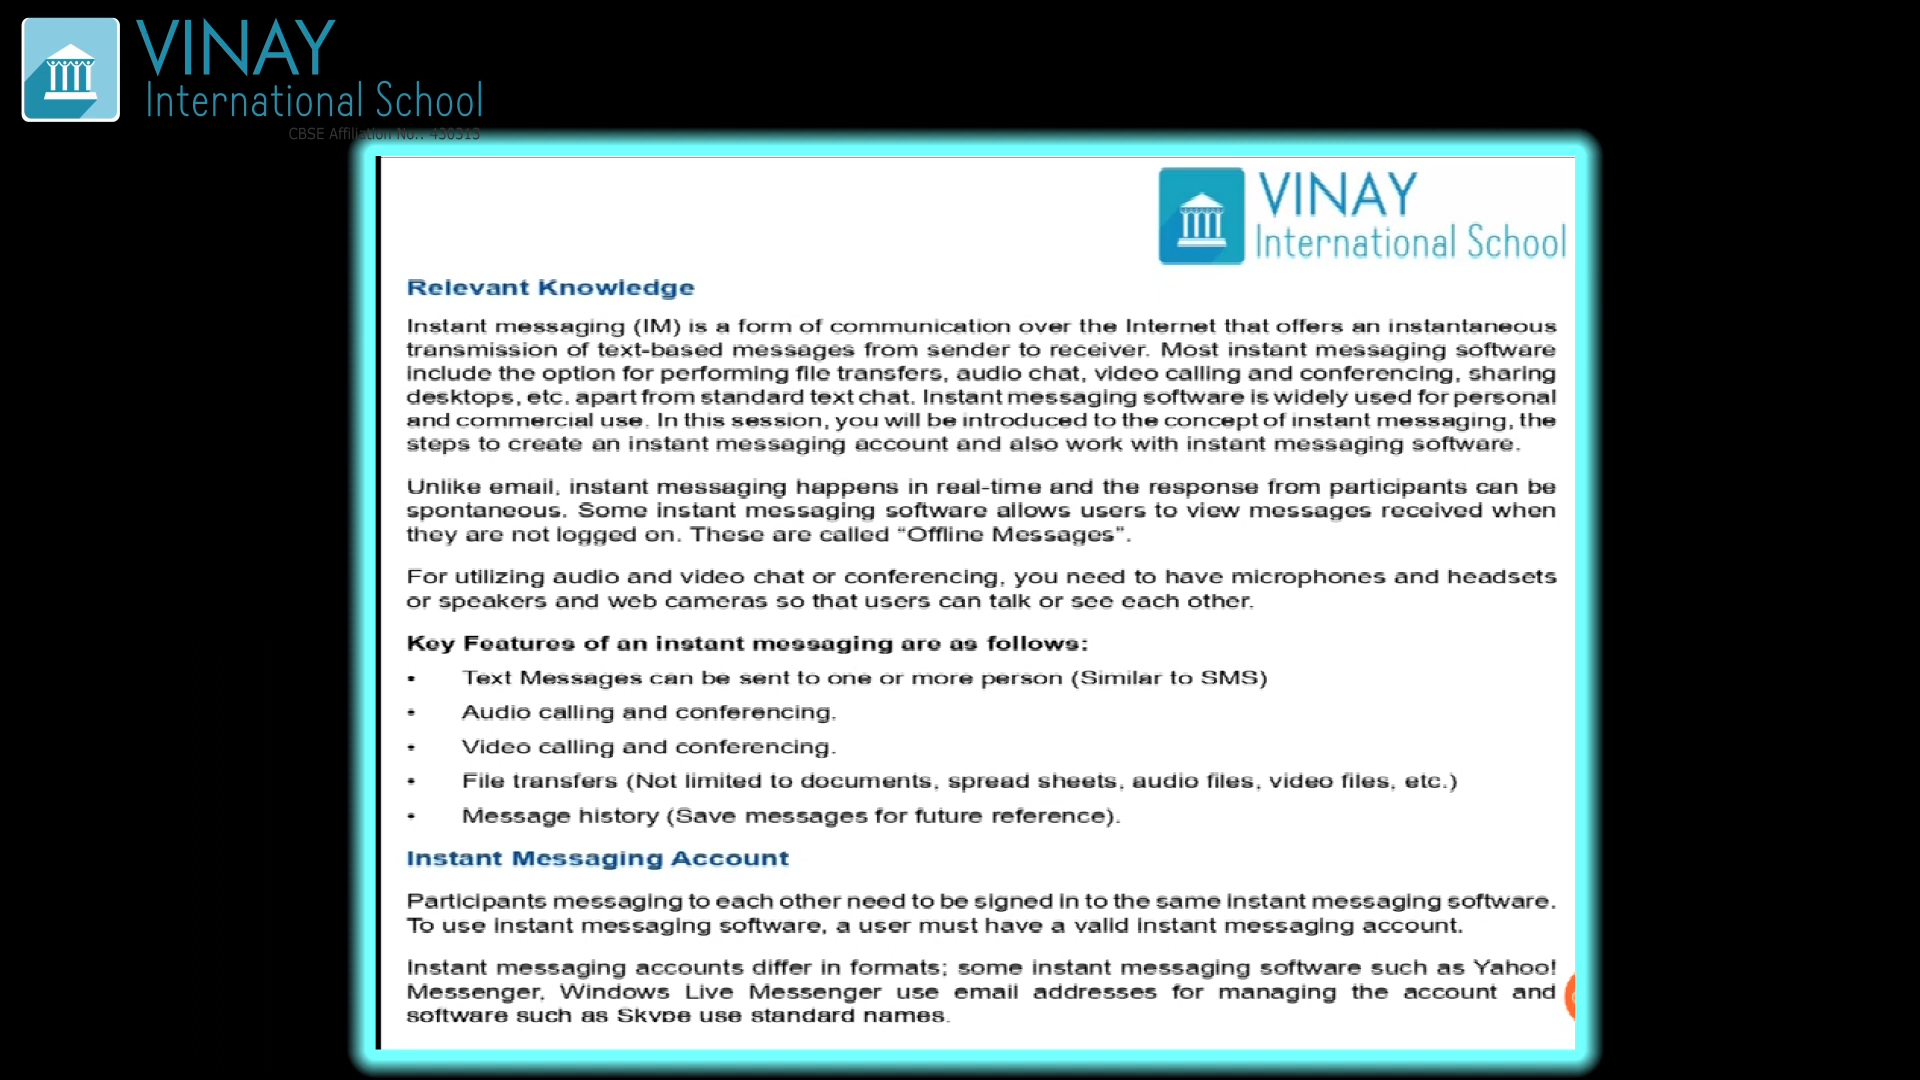 VINAY
International School
CBSE Affiliation No.: 430313
VINAY
International School
Relevant Knowledge
Instant messaging (IM) is a form of communication over the Internet that offers an instantaneous
transmission of text-based messages from sender to receiver. Most instant messaging software
include the option for performing file transfers, audio chat, video calling and conferencing, sharing
desktops, etc. apart from standard text chat. Instant messaging software is widely used for personal
and commercial use. In this session, you will be introduced to the concept of instant messaging, the
steps to create an instant messaging account and also work with instant messaging software.
Unlike email, instant messaging happens in real-time and the response from participants can be
spontaneous. Some instant messaging software allows users to view messages received when
they are not logged on. These are called “Offline Messages”.
For utilizing audio and video chat or conferencing, you need to have microphones and headsets
or speakers and web cameras so that users can talk or see each other.
Key Features of an instant messaging are as follows:
• Text Messages can be sent to one or more person (Similar to SMS)
• Audio calling and conferencing.
• Video calling and conferencing.
• File transfers (Not limited to documents, spread sheets, audio files, video files, etc.)
• Message history (Save messages for future reference).
Instant Messaging Account
Participants messaging to each other need to be signed in to the same instant messaging software.
To use instant messaging software, a user must have a valid instant messaging account.
Instant messaging accounts differ in formats; some instant messaging software such as Yahoo!
Messenger, Windows Live Messenger use email addresses for managing the account and
software such as Skype use standard names.